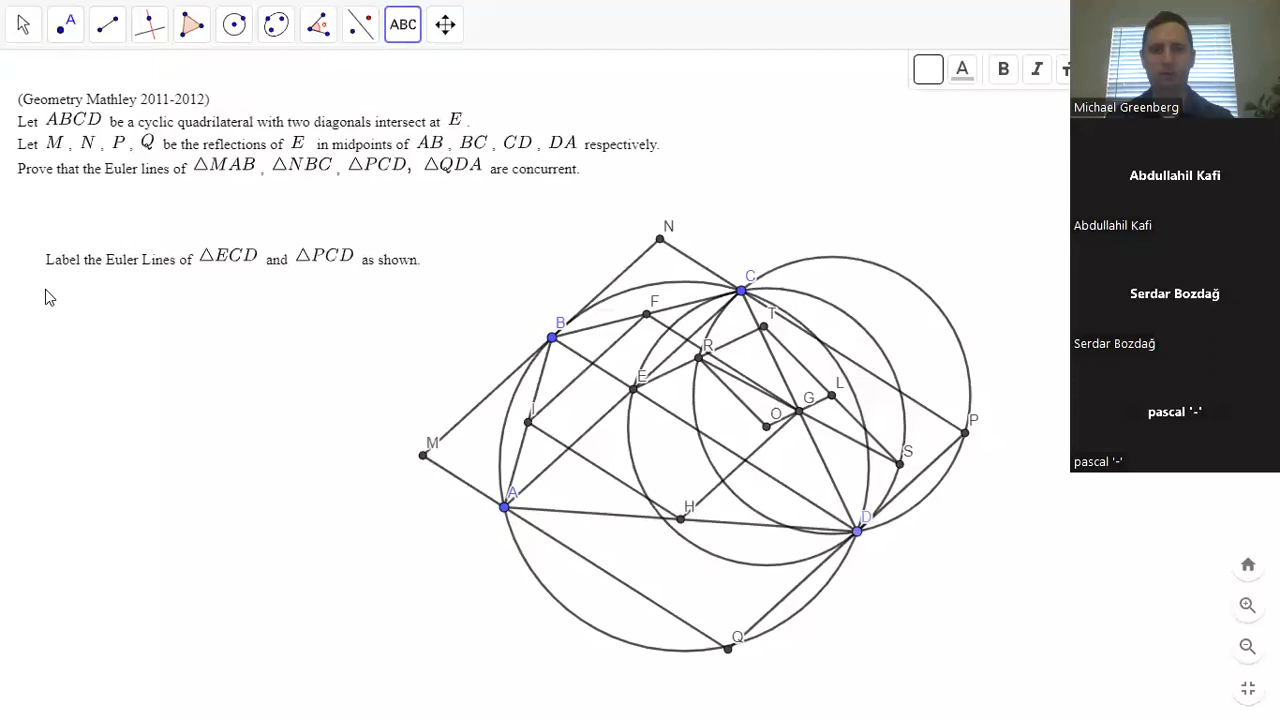 ABC
A B I
(Geometry Mathley 2011-2012)
Let ABCD be a cyclic quadrilateral with two diagonals intersect at E .
Let M , N , P , Q be the reflections of E in midpoints of AB , BC , CD , DA respectively.
Prove that the Euler lines of △MAB , △NBC , △PCD, △QDA are concurrent.
Label the Euler Lines of △ECD and △PCD as shown.
N
C
F
T
B
R
E
L
G
I
O
P
M
S
A
H
D
Q
Michael Greenberg
Abdullahil Kafi
Abdullahil Kafi
Serdar Bozdağ
Serdar Bozdağ
pascal '-'
pascal '-'